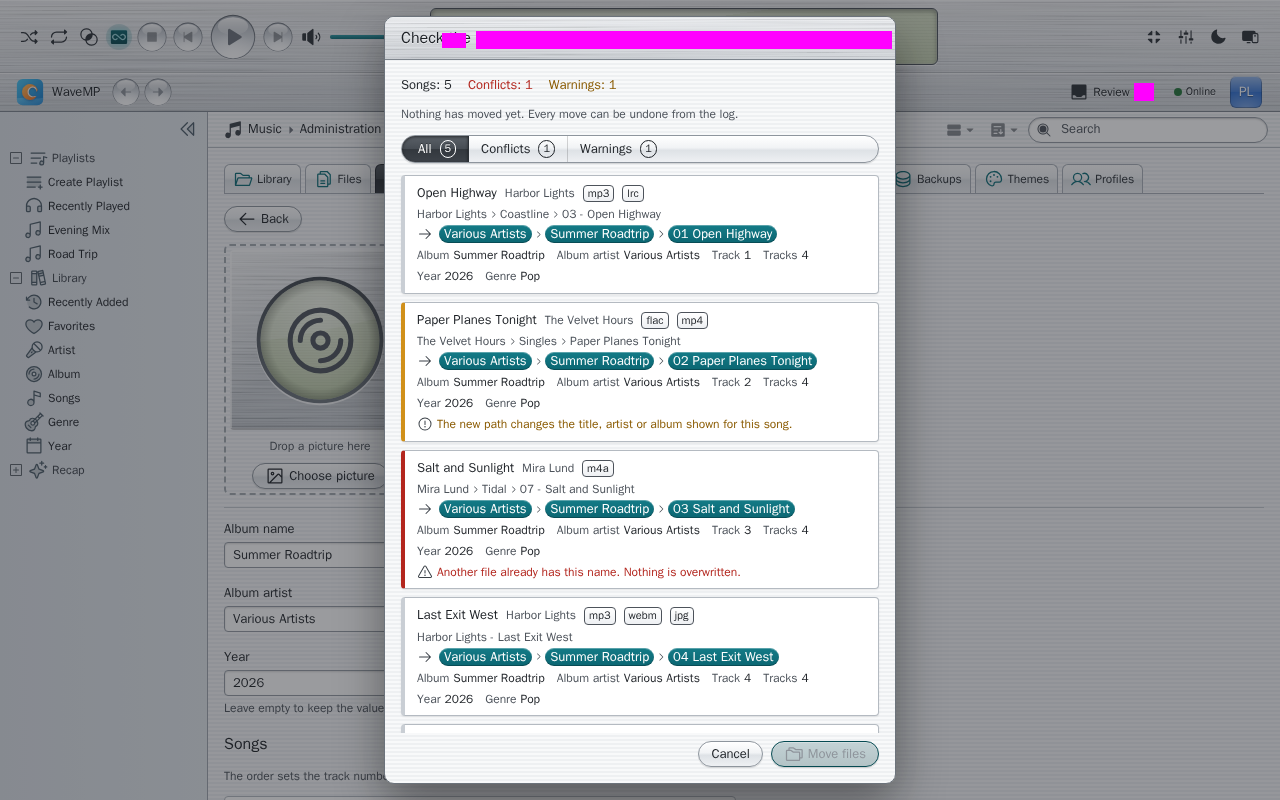 Check
WaveMP
Review
Online
PL
Music › Administration
Search
Library
Files
Backups
Themes
Profiles
Back
Playlists
Create Playlist
Recently Played
Evening Mix
Road Trip
Library
Recently Added
Favorites
Artist
Album
Songs
Genre
Year
Recap
Drop a picture here
Choose picture
Album name
Summer Roadtrip
Album artist
Various Artists
Year
2026
Leave empty to keep the value
Songs
The order sets the track
Songs: 5 Conflicts: 1 Warnings: 1
Nothing has moved yet. Every move can be undone from the log.
All 5 Conflicts 1 Warnings 1
Open Highway Harbor Lights mp3 lrc
Harbor Lights › Coastline › 03 - Open Highway
→ Various Artists › Summer Roadtrip › 01 Open Highway
Album Summer Roadtrip Album artist Various Artists Track 1 Tracks 4
Year 2026 Genre Pop
Paper Planes Tonight The Velvet Hours flac mp4
The Velvet Hours › Singles › Paper Planes Tonight
→ Various Artists › Summer Roadtrip › 02 Paper Planes Tonight
Album Summer Roadtrip Album artist Various Artists Track 2 Tracks 4
Year 2026 Genre Pop
The new path changes the title, artist or album shown for this song.
Salt and Sunlight Mira Lund m4a
Mira Lund › Tidal › 07 - Salt and Sunlight
→ Various Artists › Summer Roadtrip › 03 Salt and Sunlight
Album Summer Roadtrip Album artist Various Artists Track 3 Tracks 4
Year 2026 Genre Pop
Another file already has this name. Nothing is overwritten.
Last Exit West Harbor Lights mp3 webm jpg
Harbor Lights - Last Exit West
→ Various Artists › Summer Roadtrip › 04 Last Exit West
Album Summer Roadtrip Album artist Various Artists Track 4 Tracks 4
Year 2026 Genre Pop
Cancel
Move files